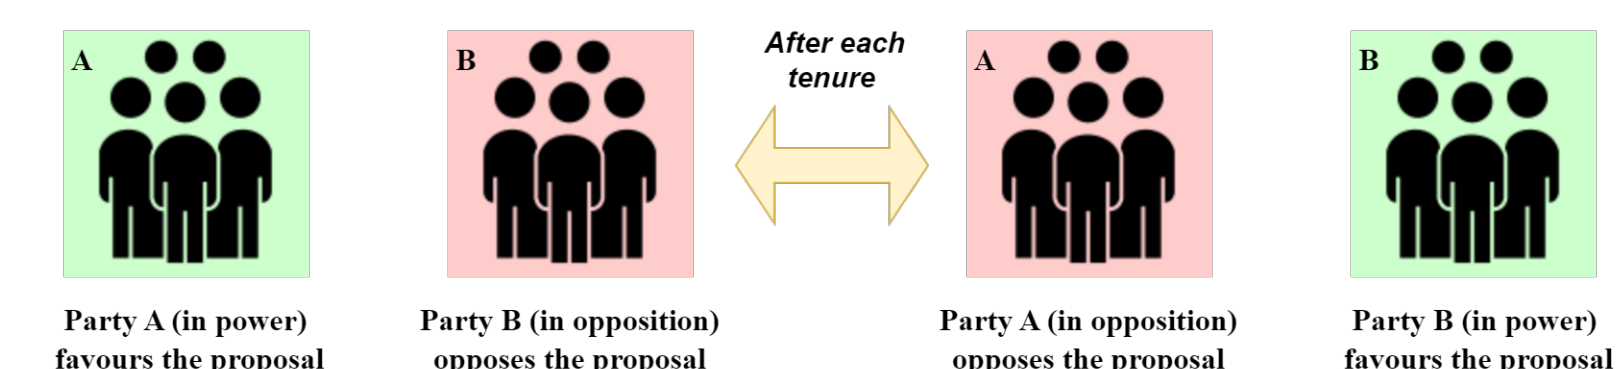 A
B
After each
tenure
A
B
Party A (in power)
favours the proposal
Party B (in opposition)
opposes the proposal
Party A (in opposition)
opposes the proposal
Party B (in power)
favours the proposal